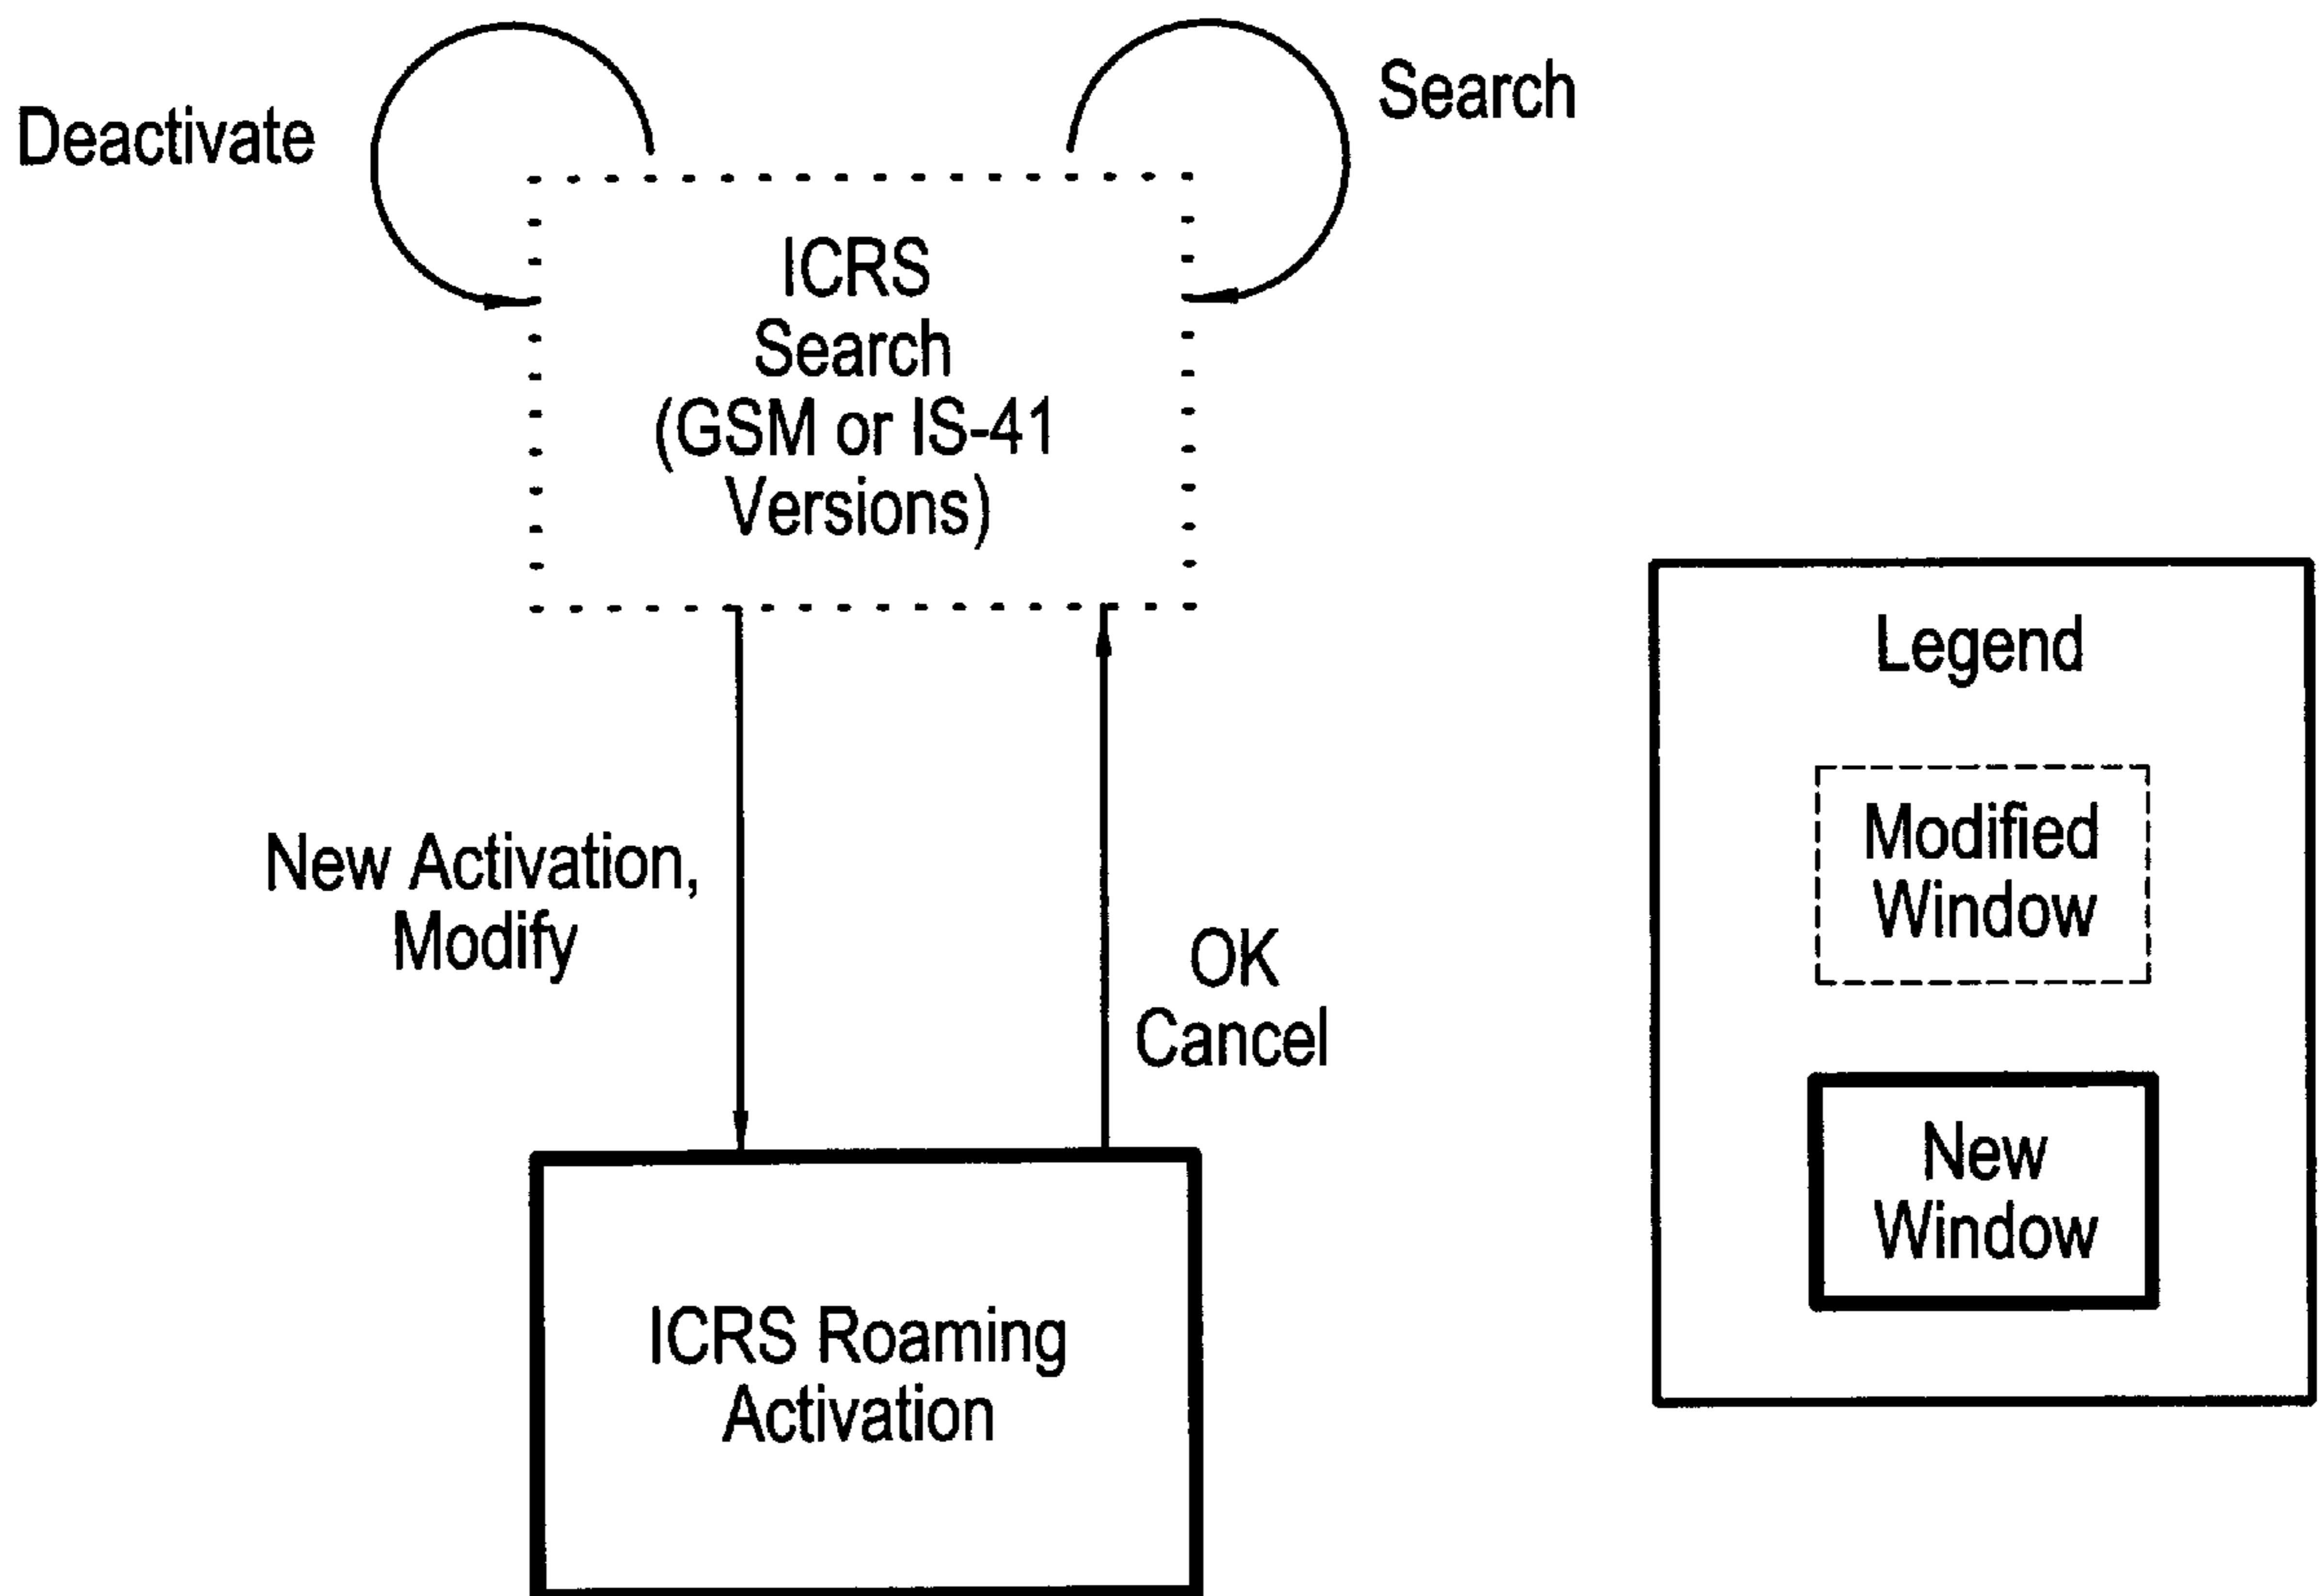 Deactivate
Search
ICRS
Search
(GSM or IS-41
Versions)
New Activation,
Modify
OK
Cancel
ICRS Roaming
Activation
Legend
Modified
Window
New
Window